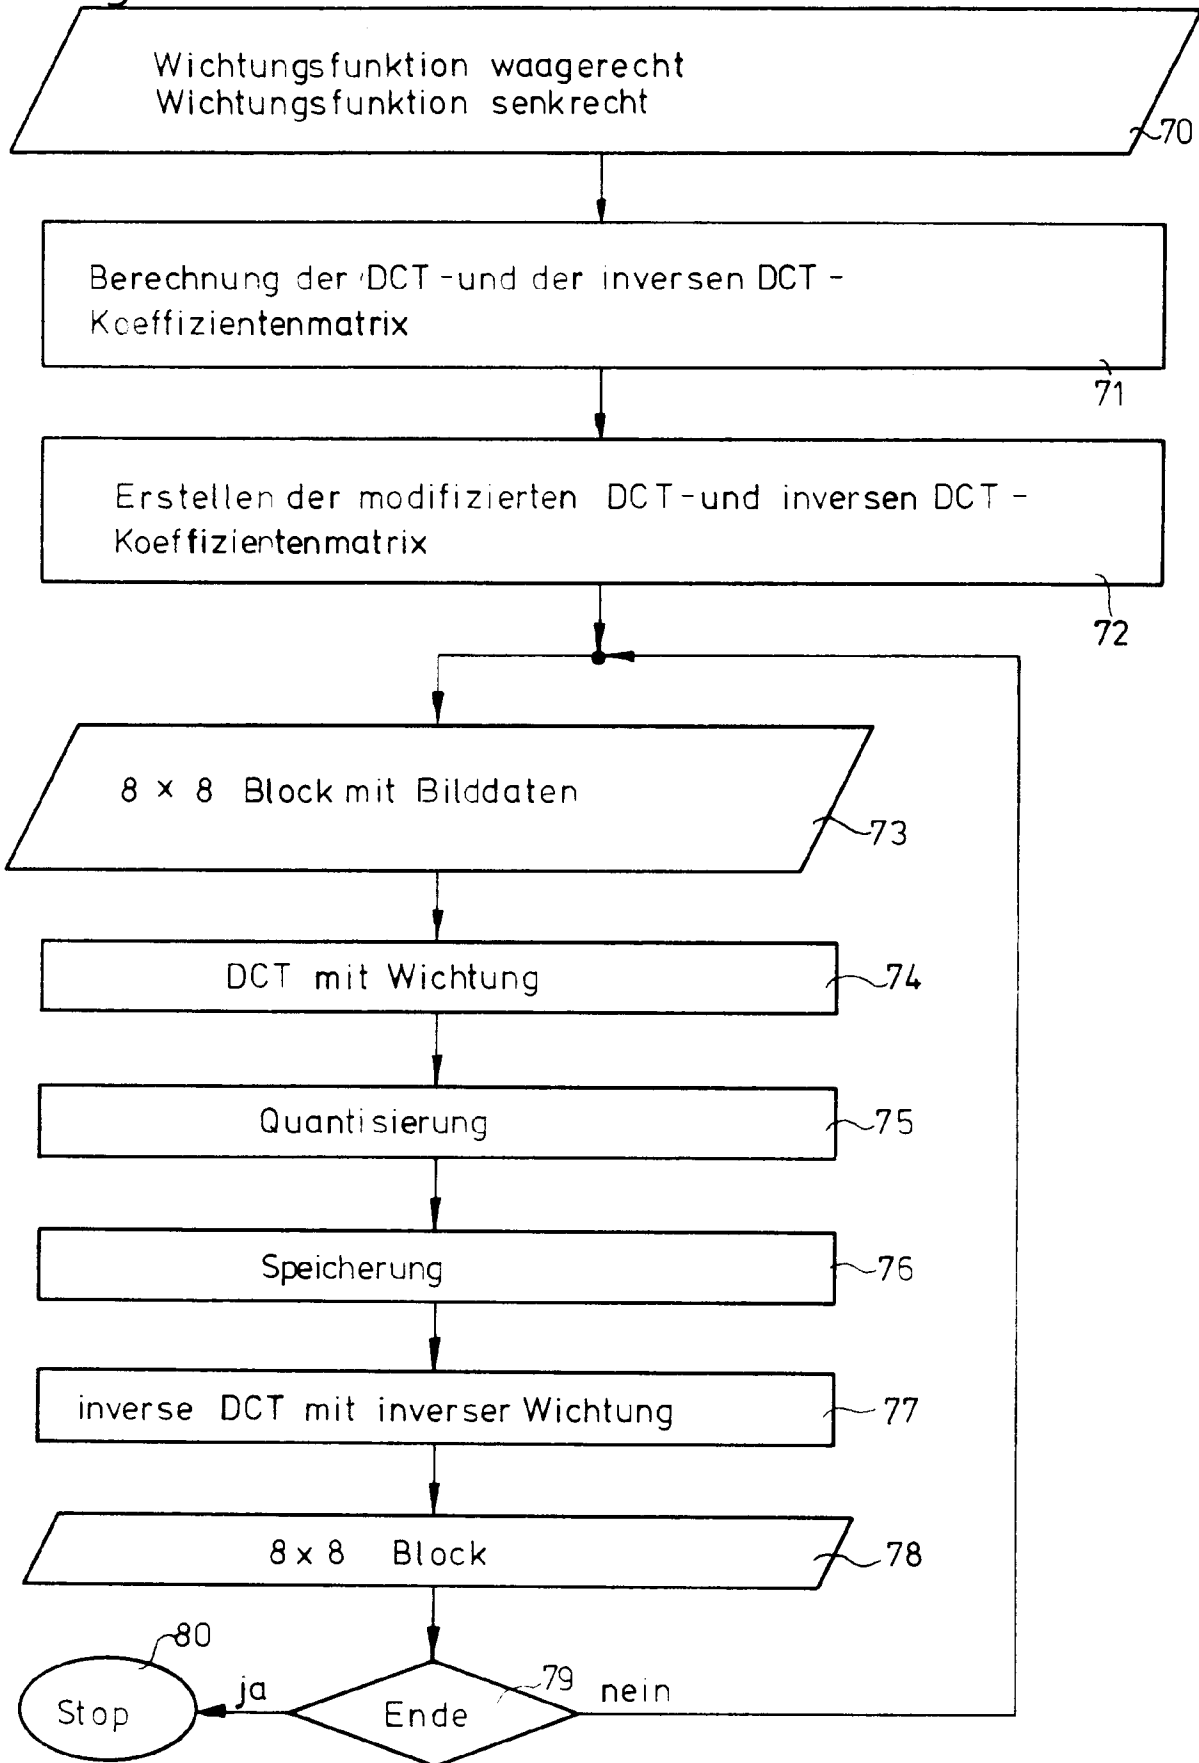 Wichtungsfunktion waagerecht
Wichtungsfunktion senkrecht
70
Berechnung der DCT-und der inversen DCT-
Koeffizientenmatrix
71
Erstellen der modifizierten DCT-und inversen DCT-
Koeffizientenmatrix
72
8 × 8 Block mit Bilddaten
73
DCT mit Wichtung
74
Quantisierung
75
Speicherung
76
inverse DCT mit inverser Wichtung
77
8 x 8 Block
78
80
79
ja
nein
Stop
Ende